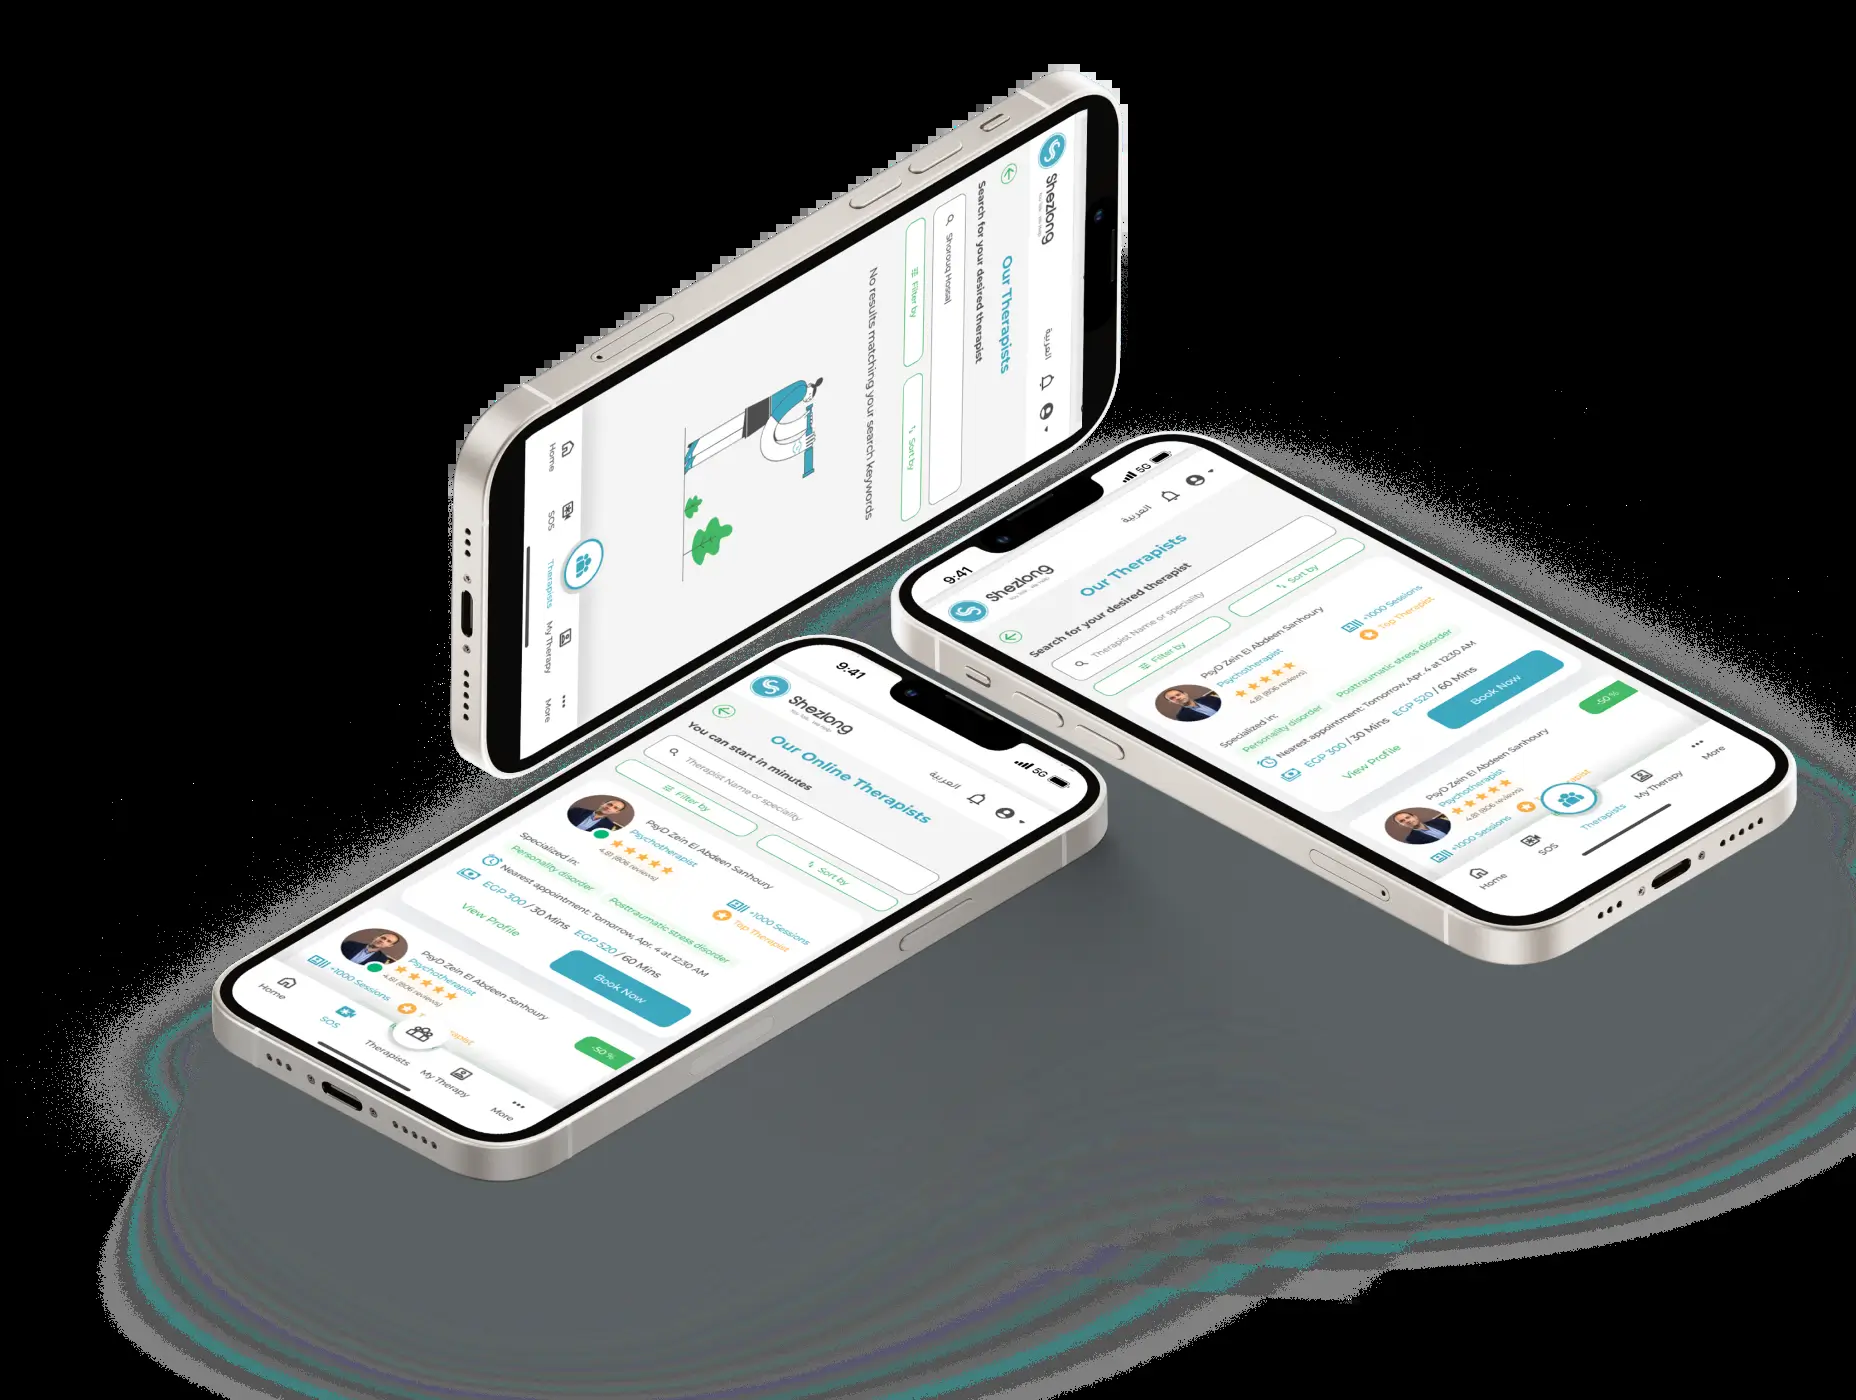 Shezlong
العربية
Our Therapists
Search for your desired therapist
Shorouq Hossal
Filter by
Sort by
No results matching your search keywords
Home
SOS
Therapists
My Therapy
More
9:41
5G
Shezlong
العربية
Our Therapists
Search for your desired therapist
Therapist Name or speciality
Filter by
Sort by
PsyD Zein El Abdeen Sanhoury
Psychotherapist
4.81 (806 reviews)
+1000 Sessions
Top Therapist
Specialized in:
Personality disorder
Posttraumatic stress disorder
Nearest appointment: Tomorrow, Apr. 4 at 12:30 AM
EGP 300 / 30 Mins
EGP 520 / 60 Mins
View Profile
Book Now
-50 %
PsyD Zein El Abdeen Sanhoury
Psychotherapist
4.81 (806 reviews)
+1000 Sessions
Home
SOS
Therapists
My Therapy
More
9:41
5G
Shezlong
العربية
Our Online Therapists
You can start in minutes
Therapist Name or speciality
Filter by
Sort by
PsyD Zein El Abdeen Sanhoury
Psychotherapist
4.81 (806 reviews)
+1000 Sessions
Top Therapist
Specialized in:
Personality disorder
Posttraumatic stress disorder
Nearest appointment: Tomorrow, Apr. 4 at 12:30 AM
EGP 300 / 30 Mins
EGP 520 / 60 Mins
View Profile
Book Now
-50 %
PsyD Zein El Abdeen Sanhoury
Psychotherapist
4.81 (806 reviews)
+1000 Sessions
Home
SOS
Therapists
My Therapy
More